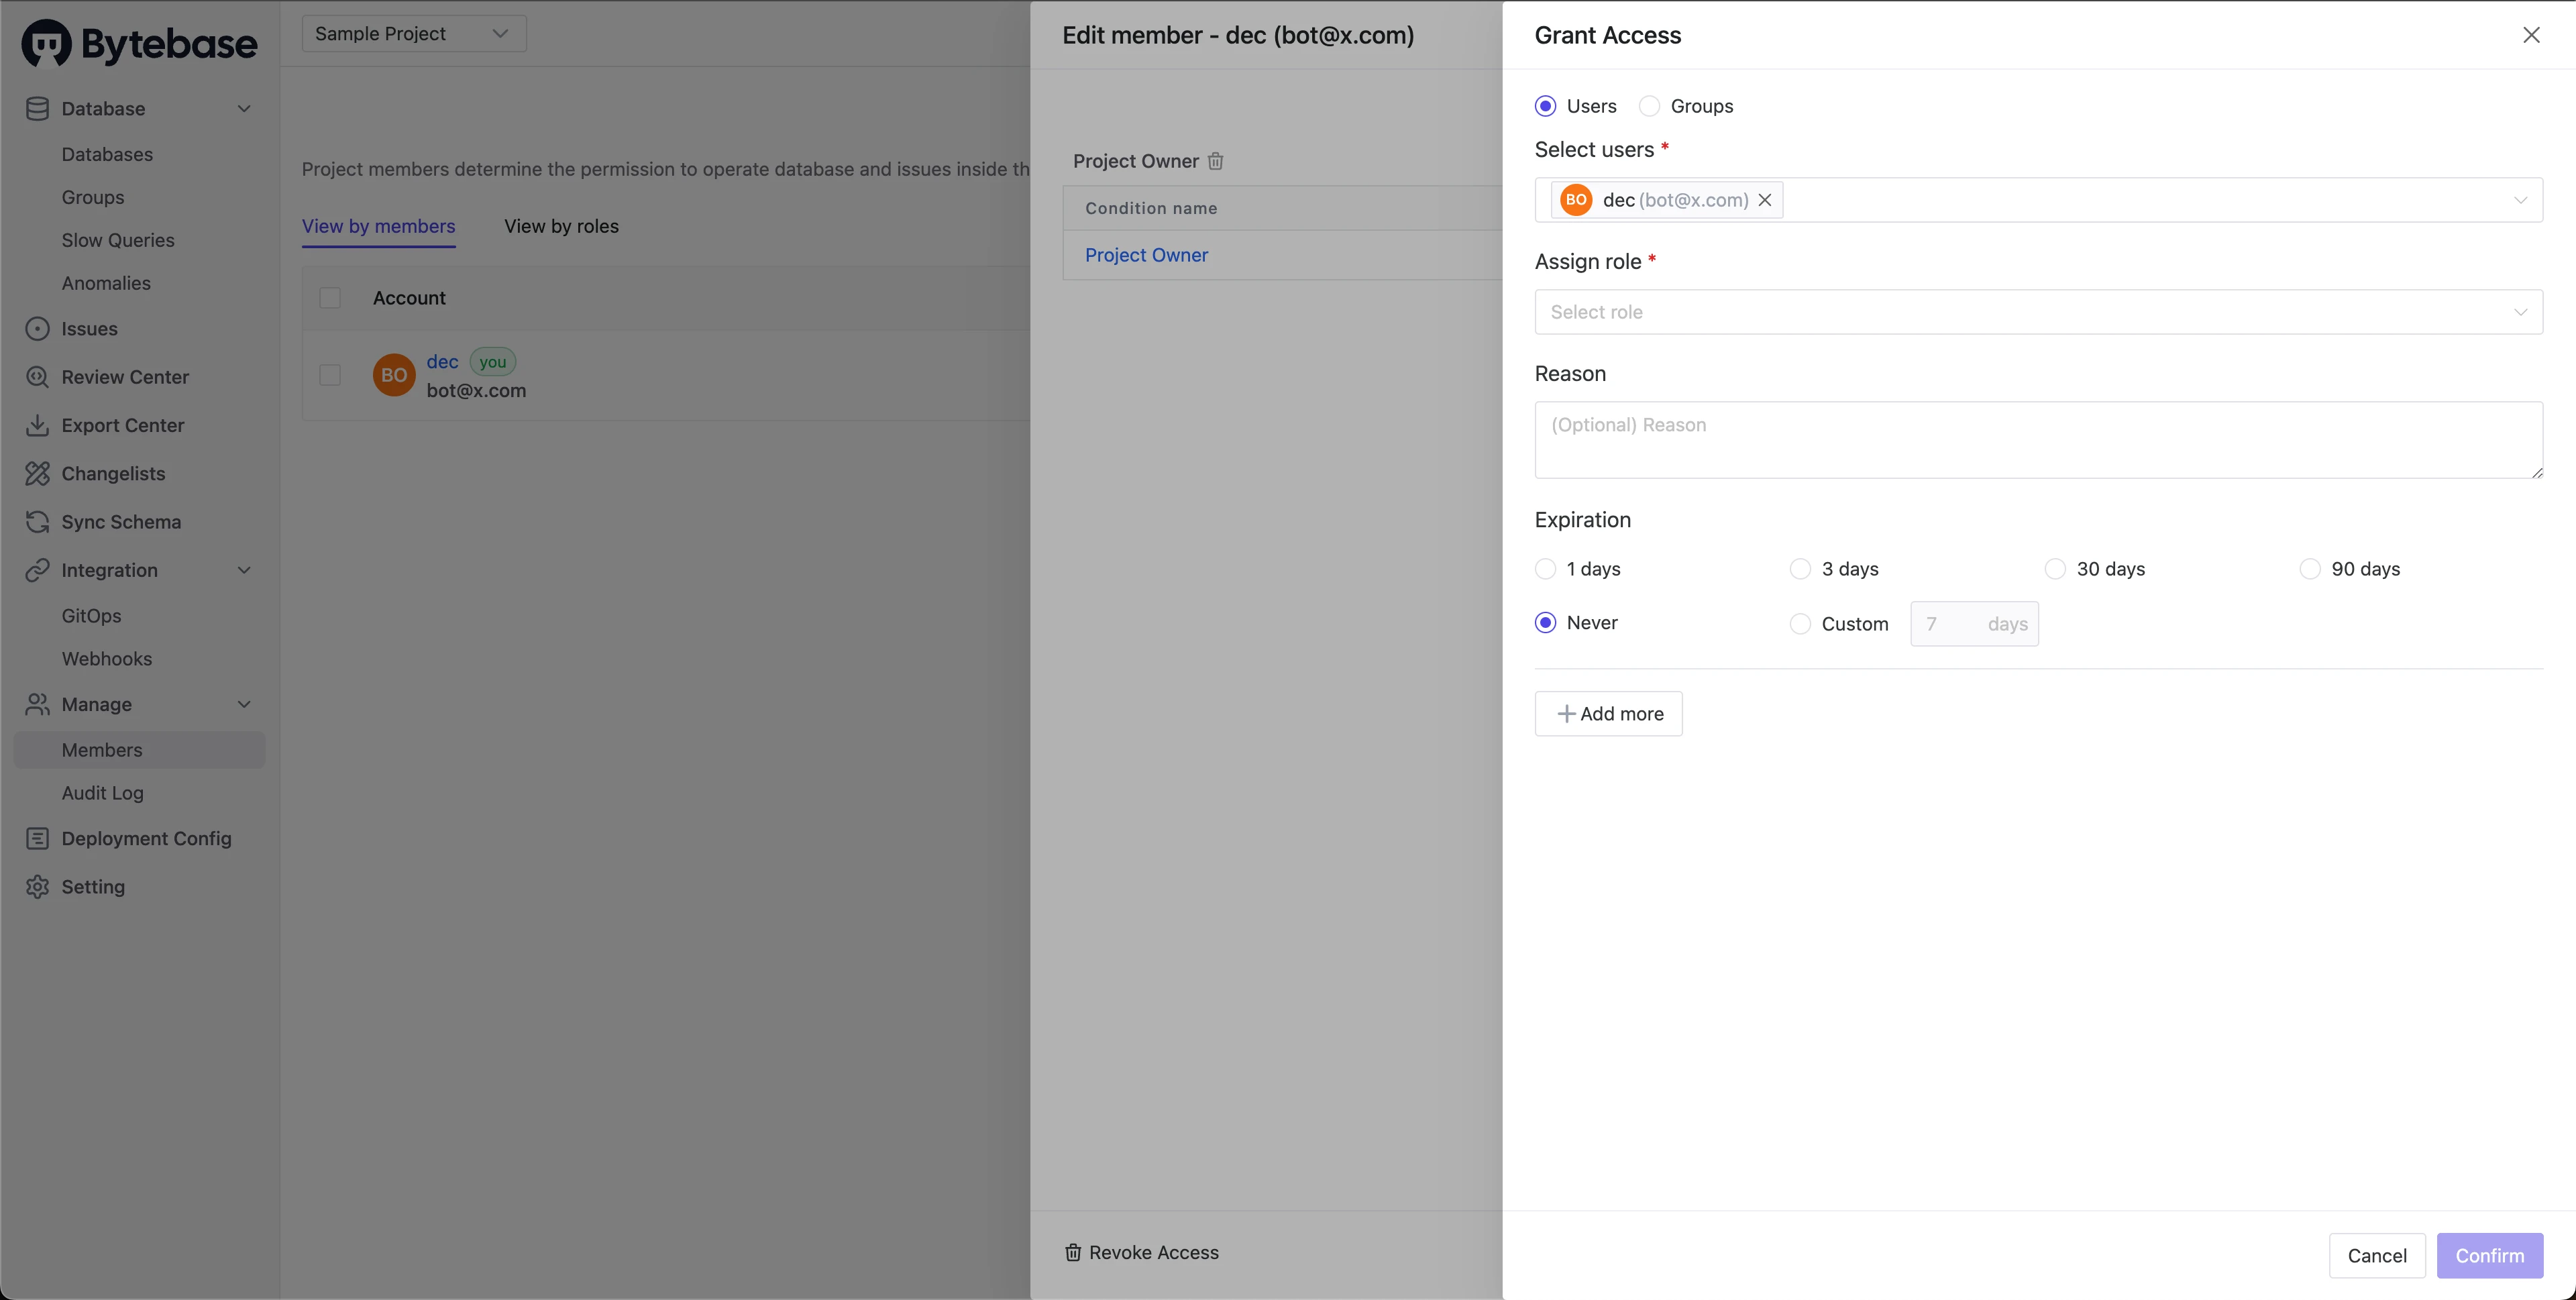 Bytebase
Database
Databases
Groups
Slow Queries
Anomalies
Issues
Review Center
Export Center
Changelists
Sync Schema
Integration
GitOps
Webhooks
Manage
Members
Audit Log
Deployment Config
Setting
Sample Project
Project members determine the permission to operate database and issues inside th
View by members View by roles
Account
BO dec you
bot@x.com
Edit member - dec (bot@x.com)
Project Owner
Condition name
Project Owner
Revoke Access
Grant Access
Users Groups
Select users *
BO dec (bot@x.com)
Assign role *
Select role
Reason
(Optional) Reason
Expiration
1 days 3 days 30 days 90 days
Never Custom 7 days
Add more
Cancel Confirm